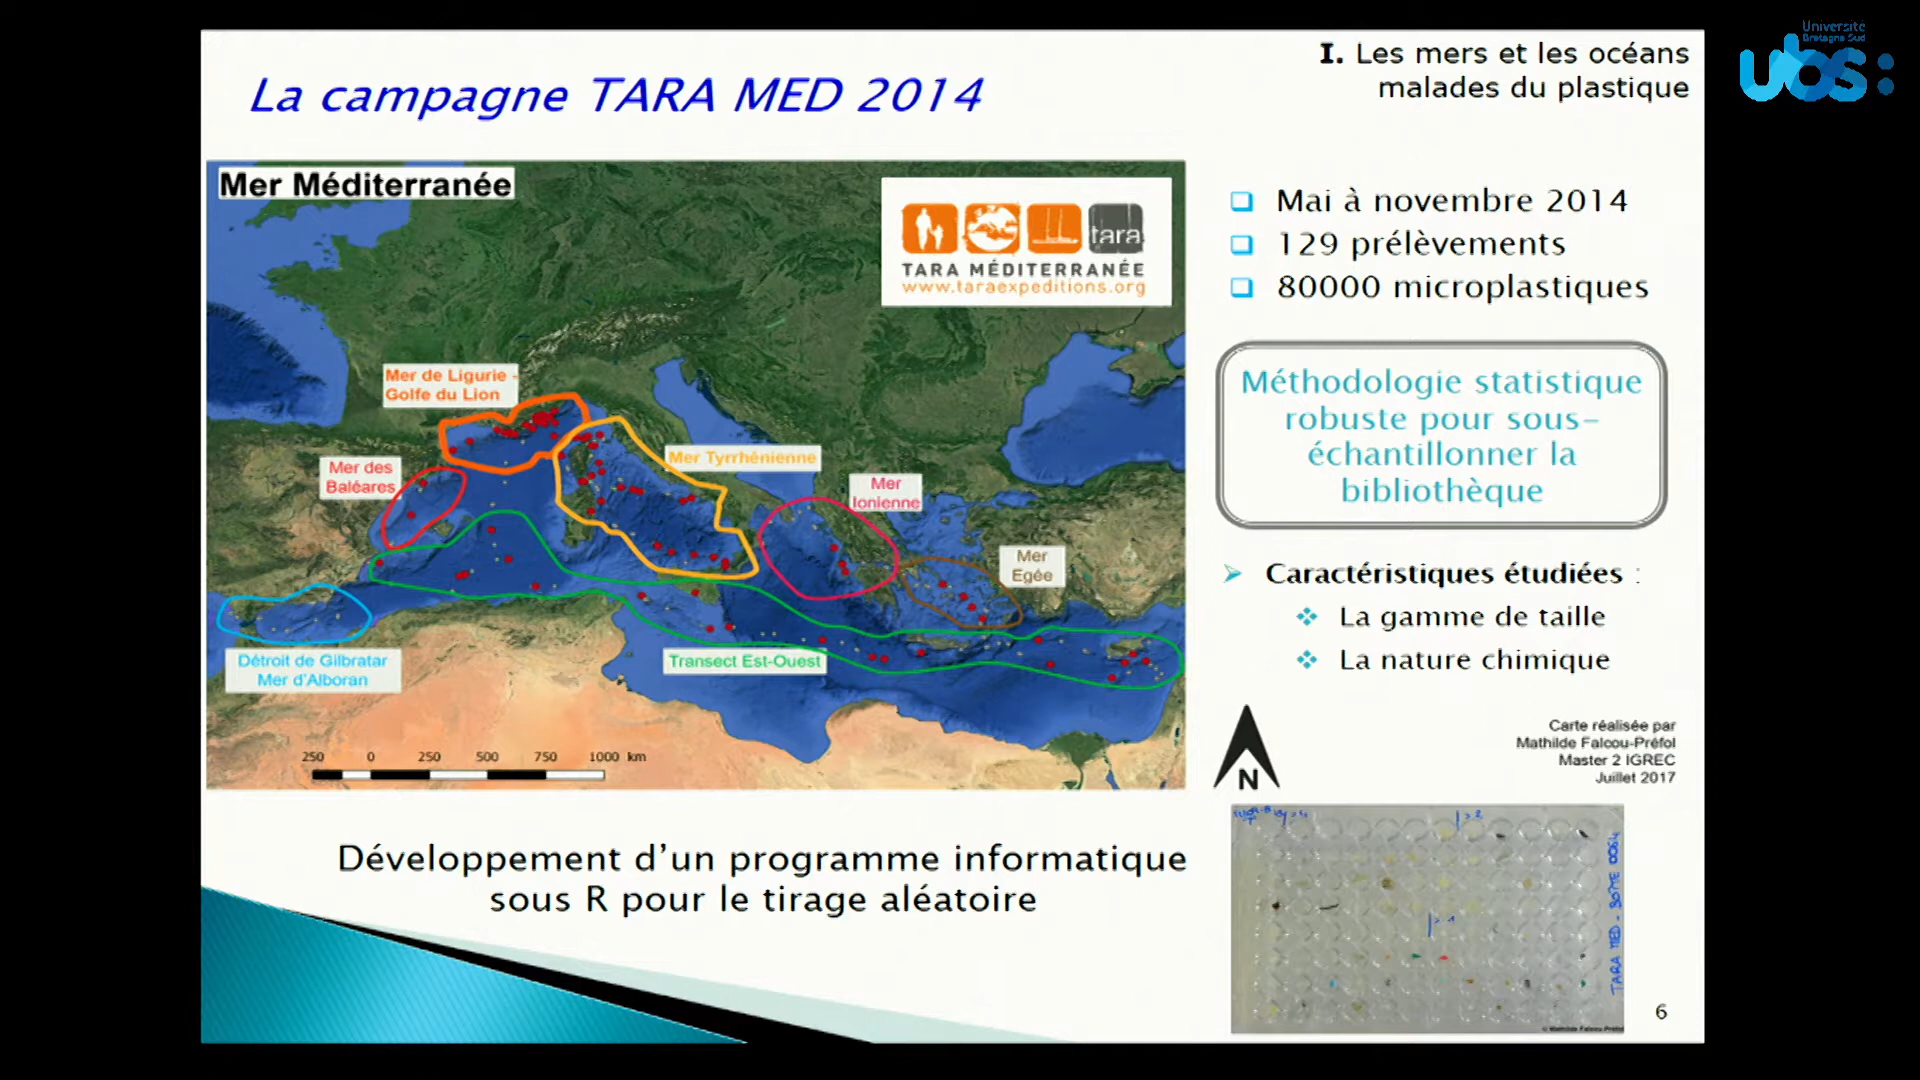 Université
Bretagne Sud
ubs:
I. Les mers et les océans
malades du plastique
La campagne TARA MED 2014
Mer Méditerranée
tara
TARA MÉDITERRANÉE
www.taraexpeditions.org
Mer de Ligurie -
Golfe du Lion
Mer des
Baléares
Mer Tyrrhénienne
Mer
Ionienne
Mer
Egée
Détroit de Gilbratar
Mer d'Alboran
Transect Est-Ouest
250 0 250 500 750 1000 km
Mai à novembre 2014
129 prélèvements
80000 microplastiques
Méthodologie statistique
robuste pour sous-
échantillonner la
bibliothèque
Caractéristiques étudiées :
La gamme de taille
La nature chimique
N
Carte réalisée par
Mathilde Falcou-Préfol
Master 2 IGREC
Juillet 2017
Développement d'un programme informatique
sous R pour le tirage aléatoire
TARA MED - BOITE 0064
© Mathilde Falcou-Préfol
6